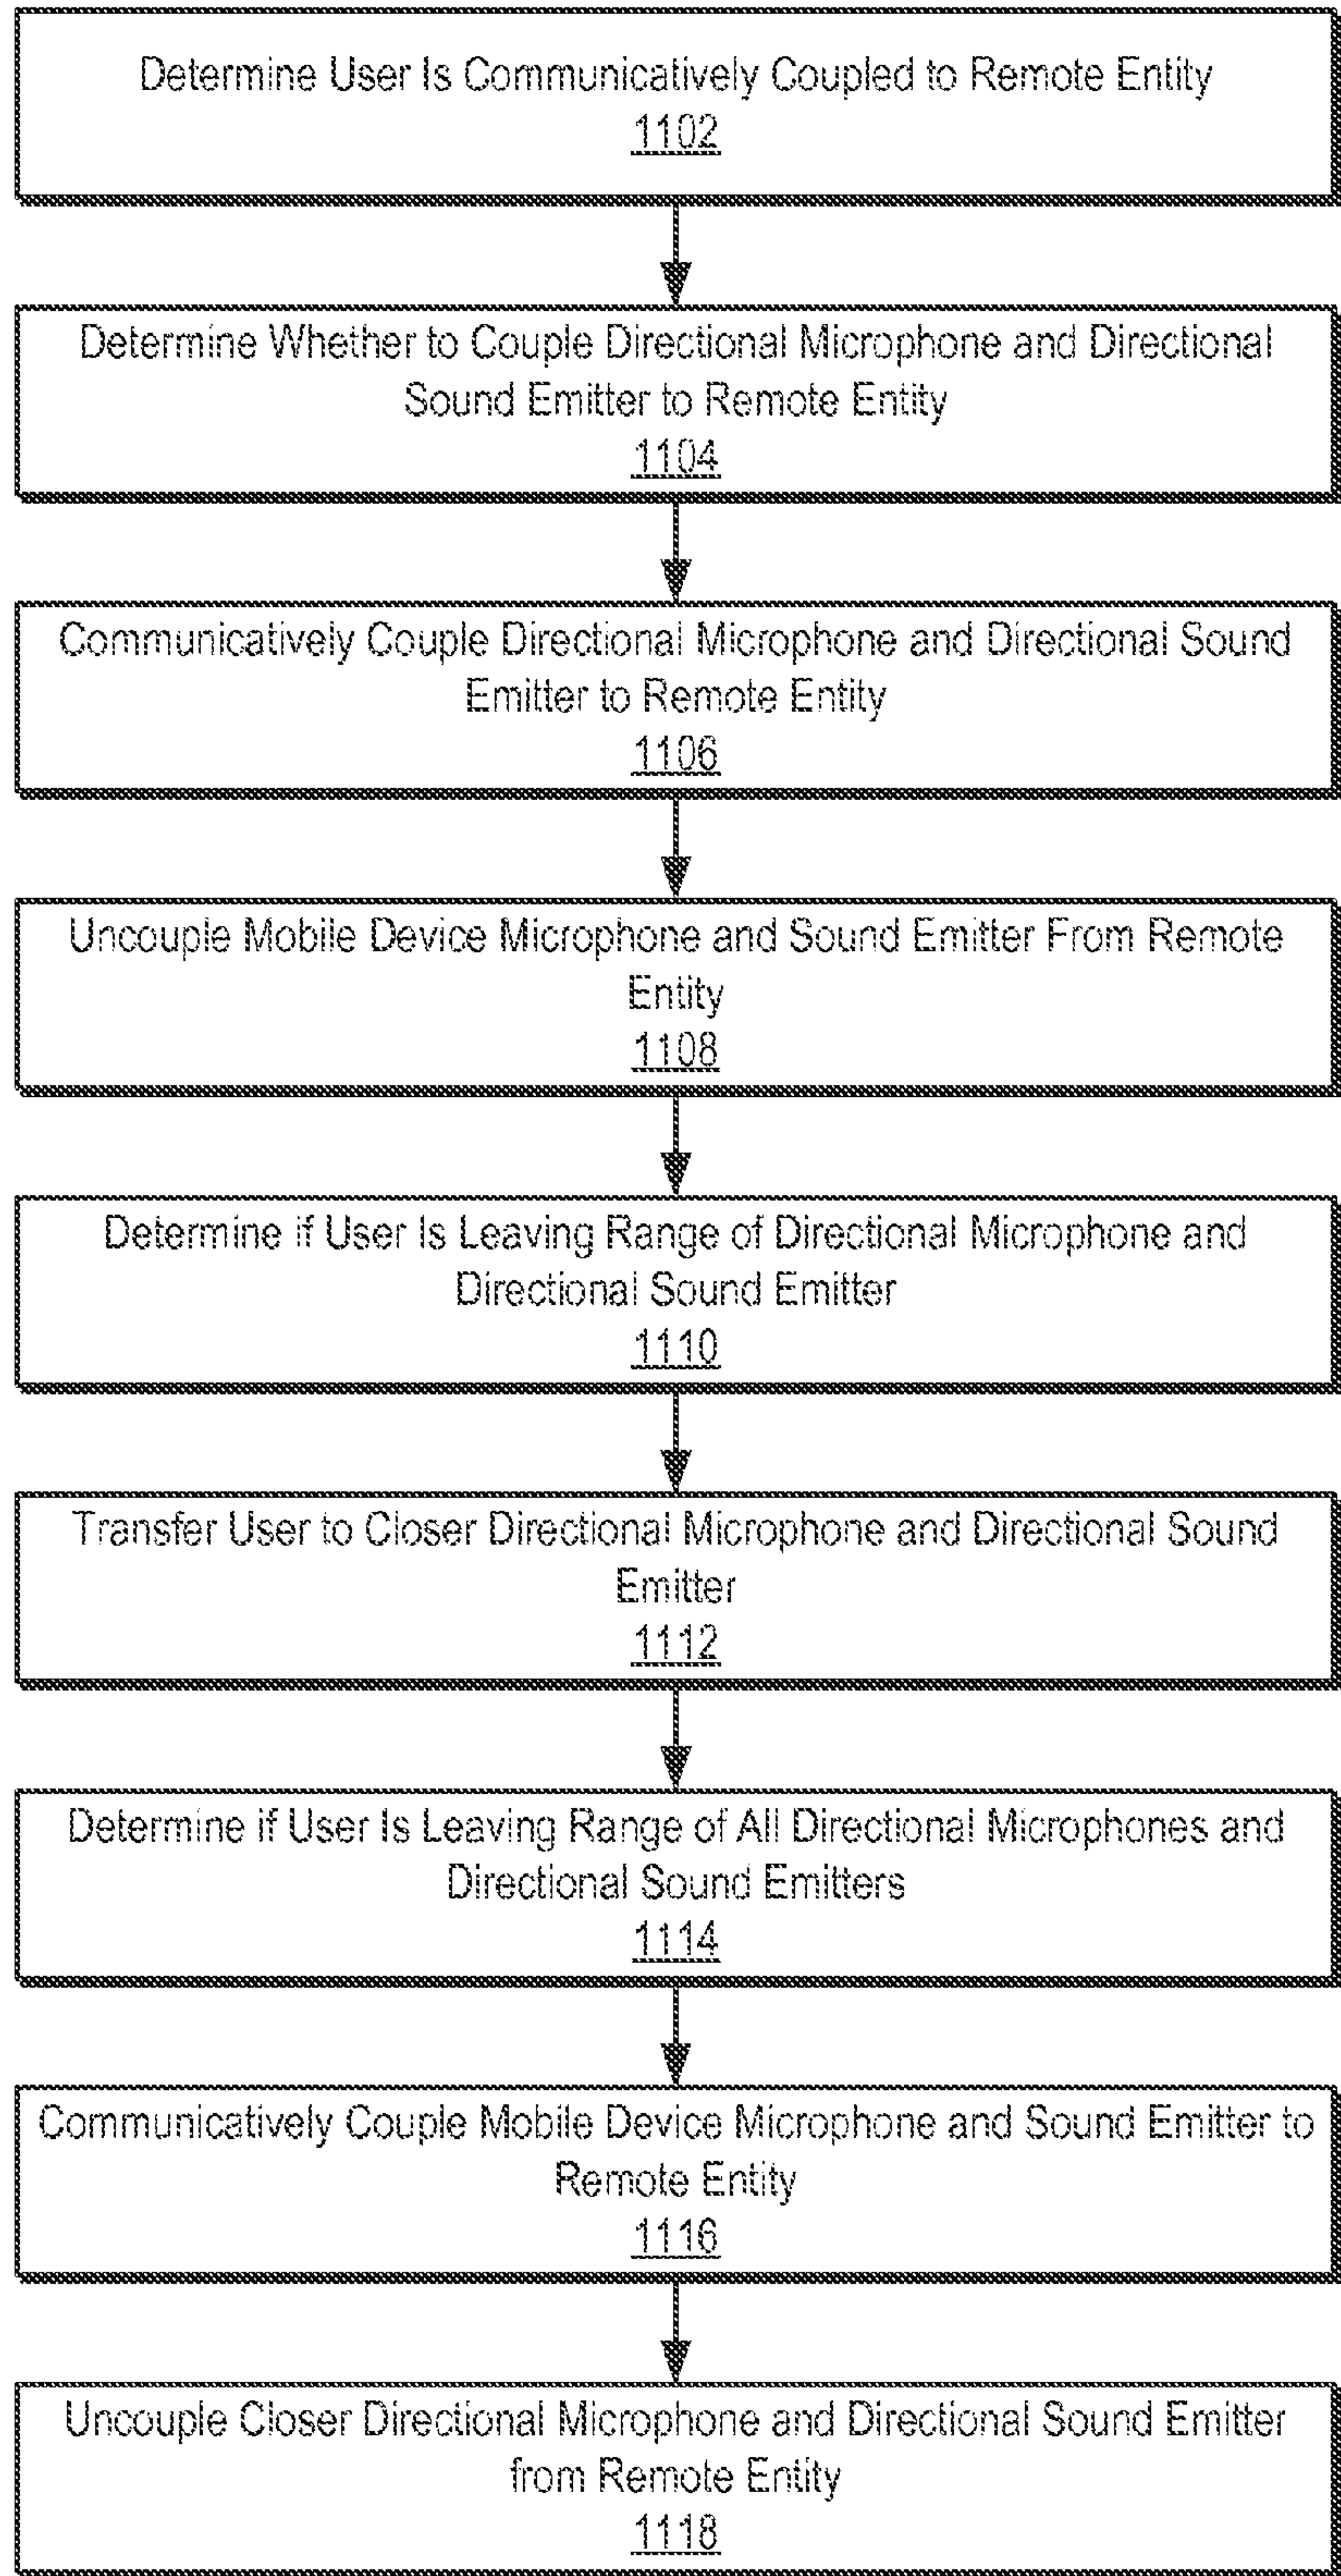 Determine User Is Communicatively Coupled to Remote Entity
1102
Determine Whether to Couple Directional Microphone and Directional
Sound Emitter to Remote Entity
1104
Communicatively Couple Directional Microphone and Directional Sound
Emitter to Remote Entity
1106
Uncouple Mobile Device Microphone and Sound Emitter From Remote
Entity
1108
Determine if User Is Leaving Range of Directional Microphone and
Directional Sound Emitter
1110
Transfer User to Closer Directional Microphone and Directional Sound
Emitter
1112
Determine if User Is Leaving Range of All Directional Microphones and
Directional Sound Emitters
1114
Communicatively Couple Mobile Device Microphone and Sound Emitter to
Remote Entity
1116
Uncouple Closer Directional Microphone and Directional Sound Emitter
from Remote Entity
1118